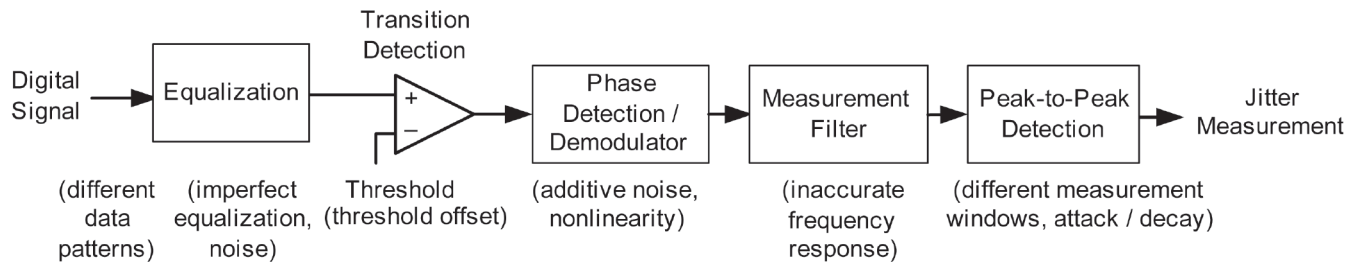 Transition
Detection
Digital
Signal
Equalization
+
−
Phase
Detection /
Demodulator
Measurement
Filter
Peak-to-Peak
Detection
Jitter
Measurement
(different
data
patterns)
(imperfect
equalization,
noise)
Threshold
(threshold offset)
(additive noise,
nonlinearity)
(inaccurate
frequency
response)
(different measurement
windows, attack / decay)